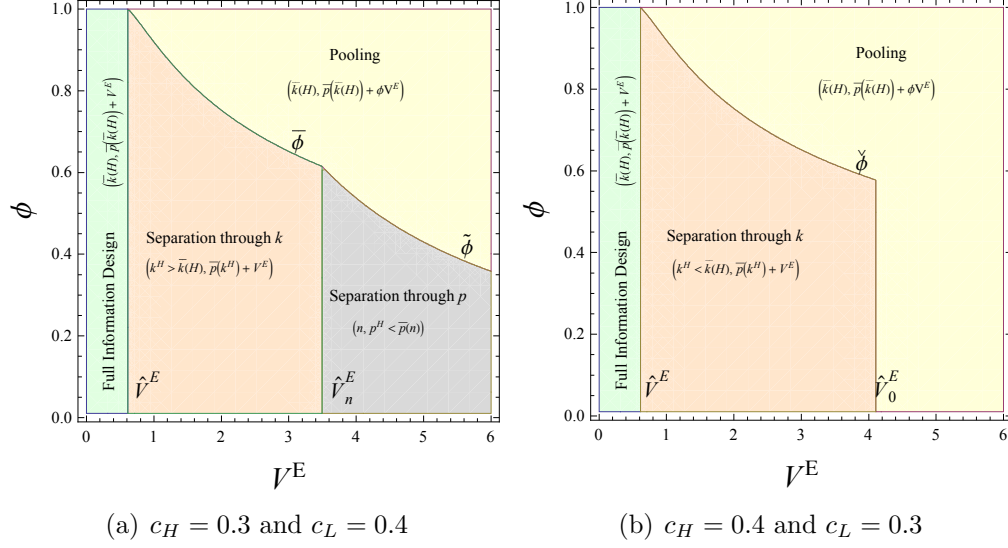 1.0
0.8
0.6
0.4
0.2
0.0
ϕ
0 1 2 3 4 5 6
V^E
Full Information Design
(k̅(H), p̅(k̅(H)) + V^E)
Pooling
(k̅(H), p̅(k̅(H)) + ϕV^E)
ϕ̅
Separation through k
(k^H > k̅(H), p̅(k^H) + V^E)
ϕ̃
Separation through p
(n, p^H < p̅(n))
V̂^E
V̂_n^E
(a) c_H = 0.3 and c_L = 0.4
1.0
0.8
0.6
0.4
0.2
0.0
ϕ
0 1 2 3 4 5 6
V^E
Full Information Design
(k̅(H), p̅(k̅(H)) + V^E)
Pooling
(k̅(H), p̅(k̅(H)) + ϕV^E)
ϕ̌
Separation through k
(k^H < k̅(H), p̅(k^H) + V^E)
V̂^E
V̂_0^E
(b) c_H = 0.4 and c_L = 0.3